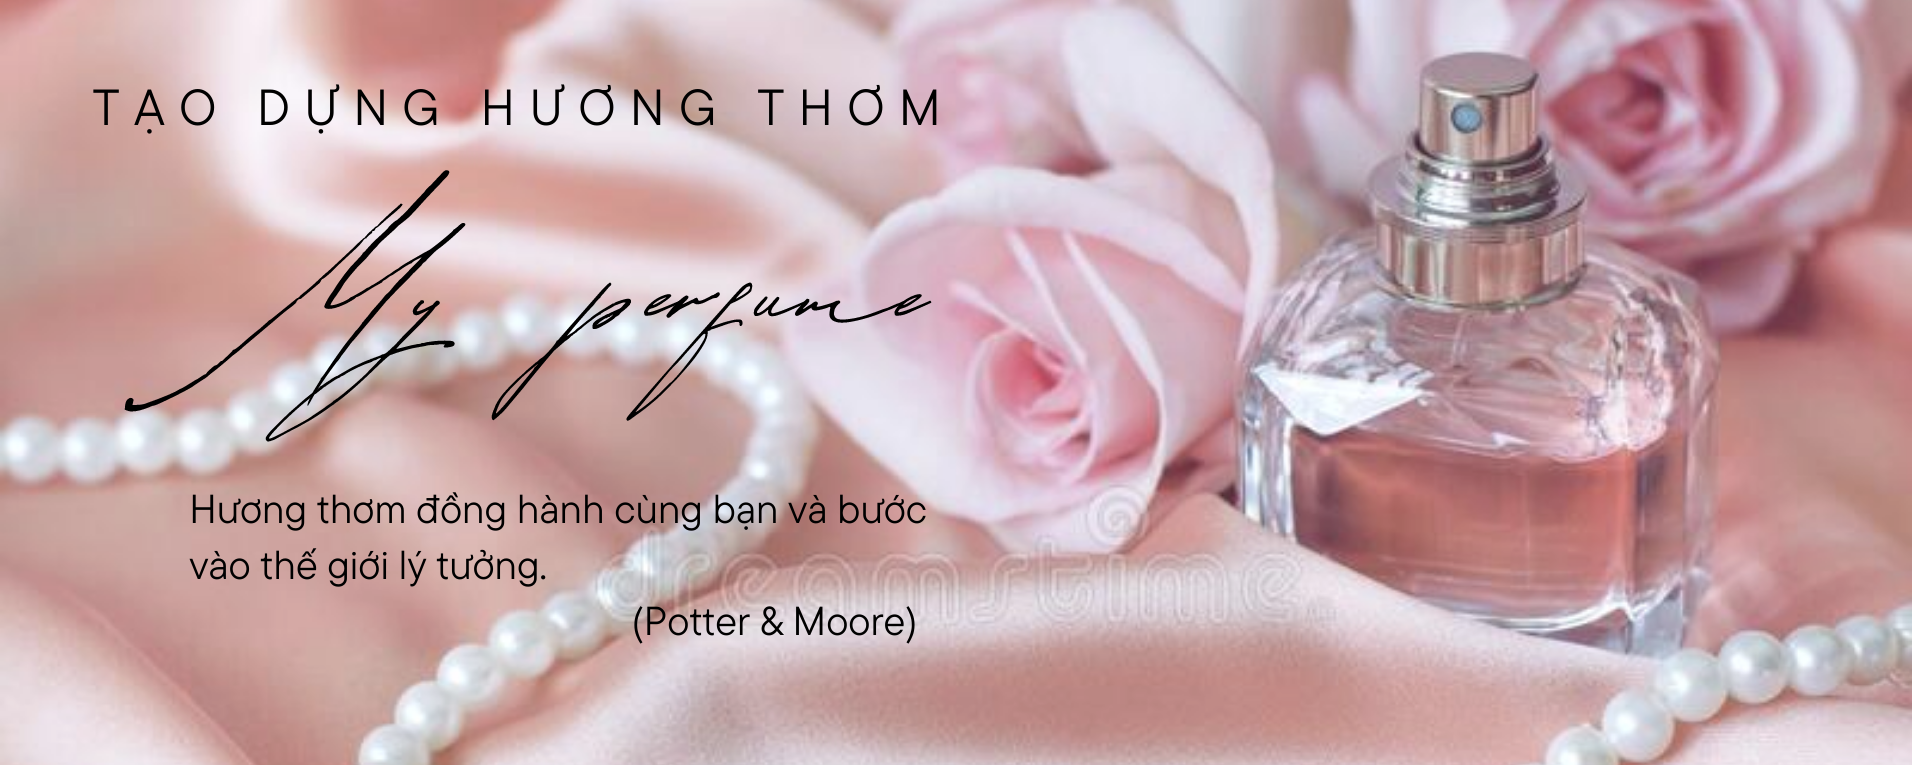 TẠO DỰNG HƯƠNG THƠM
My perfume
Hương thơm đồng hành cùng bạn và bước
vào thế giới lý tưởng.
(Potter & Moore)
dreamstime